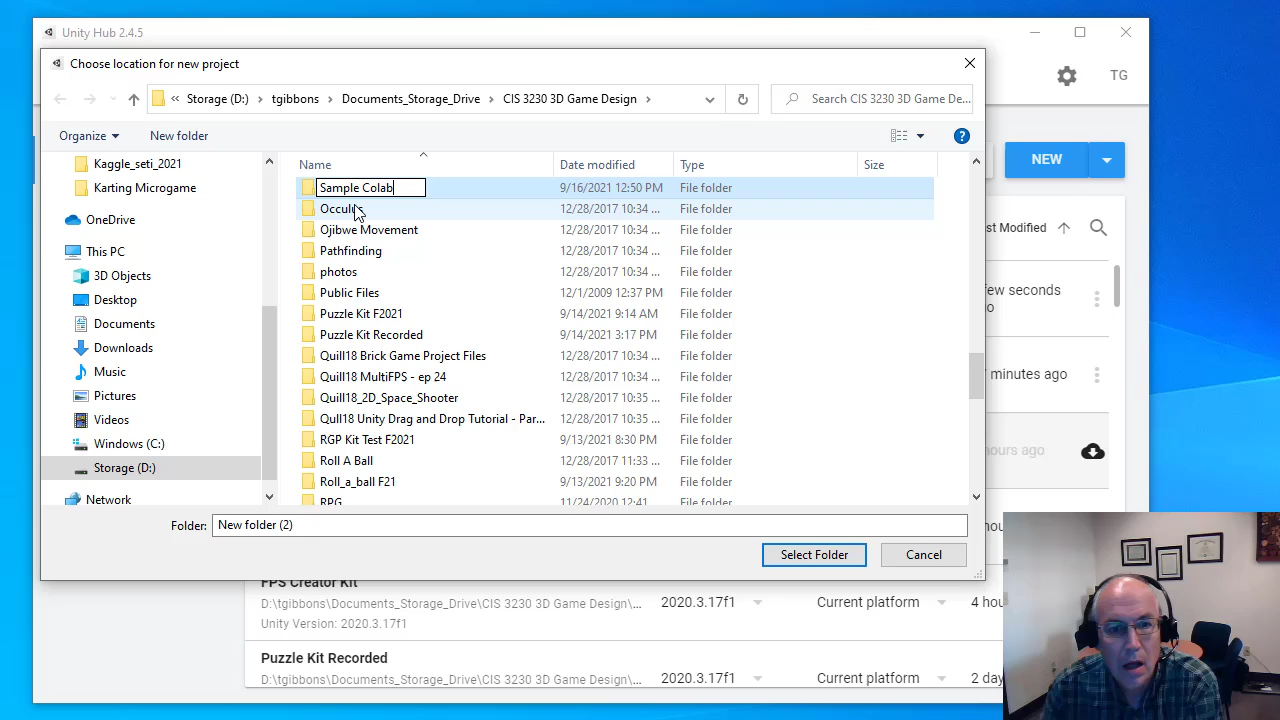 Unity Hub 2.4.5
TG
Choose location for new project
« Storage (D:) > tgibbons > Documents_Storage_Drive > CIS 3230 3D Game Design >
Search CIS 3230 3D Game De...
Organize
New folder
NEW
Kaggle_seti_2021
Karting Microgame
OneDrive
This PC
3D Objects
Desktop
Documents
Downloads
Music
Pictures
Videos
Windows (C:)
Storage (D:)
Network
Name Date modified Type Size
Sample Colab 9/16/2021 12:50 PM File folder
Occulus 12/28/2017 10:34 ... File folder
Ojibwe Movement 12/28/2017 10:34 ... File folder
Pathfinding 12/28/2017 10:34 ... File folder
photos 12/28/2017 10:34 ... File folder
Public Files 12/1/2009 12:37 PM File folder
Puzzle Kit F2021 9/14/2021 9:14 AM File folder
Puzzle Kit Recorded 9/14/2021 3:17 PM File folder
Quill18 Brick Game Project Files 12/28/2017 10:34 ... File folder
Quill18 MultiFPS - ep 24 12/28/2017 10:34 ... File folder
Quill18_2D_Space_Shooter 12/28/2017 10:35 ... File folder
Qull18 Unity Drag and Drop Tutorial - Par... 12/28/2017 10:35 ... File folder
RGP Kit Test F2021 9/13/2021 8:30 PM File folder
Roll A Ball 12/28/2017 11:33 ... File folder
Roll_a_ball F21 9/13/2021 9:20 PM File folder
RPG 11/24/2020 12:41 File folder
st Modified
few seconds
o
minutes ago
ours ago
hou
Folder: New folder (2)
Select Folder
Cancel
FPS Creator Kit
D:\tgibbons\Documents_Storage_Drive\CIS 3230 3D Game Design\... 2020.3.17f1 Current platform 4 hou
Unity Version: 2020.3.17f1
Puzzle Kit Recorded
D:\tgibbons\Documents_Storage_Drive\CIS 3230 3D Game Design\... 2020.3.17f1 Current platform 2 day